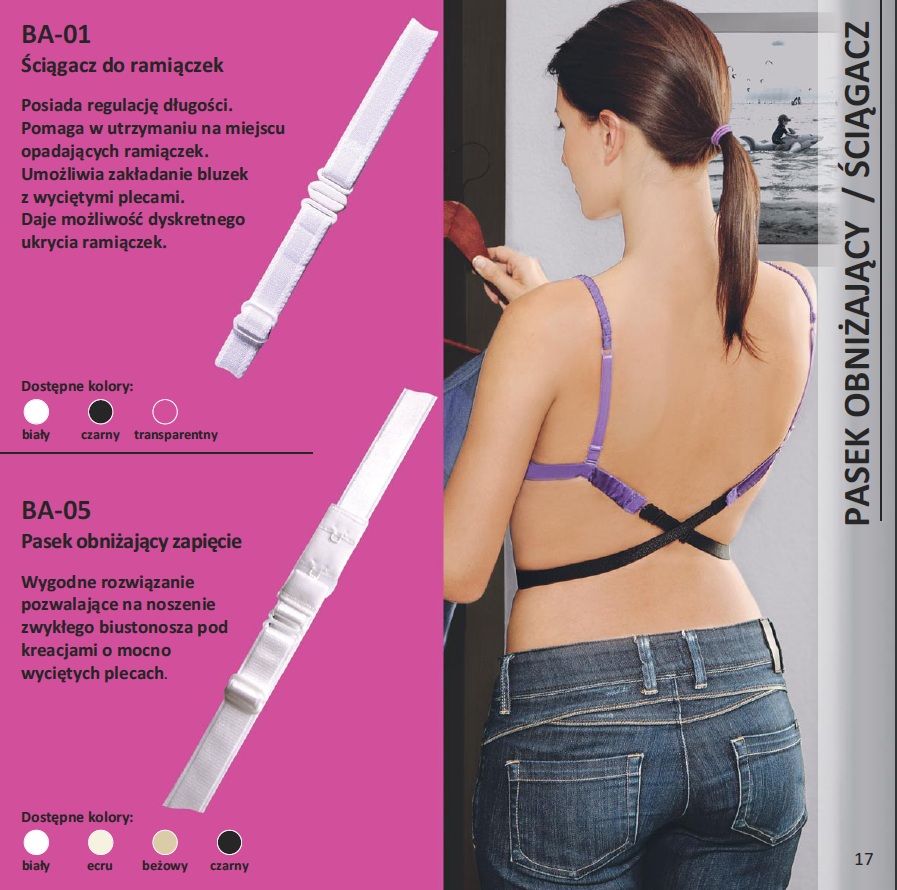 BA-01
Ściągacz do ramiączek
Posiada regulację długości.
Pomaga w utrzymaniu na miejscu
opadających ramiączek.
Umożliwia zakładanie bluzek
z wyciętymi plecami.
Daje możliwość dyskretnego
ukrycia ramiączek.
Dostępne kolory:
biały czarny transparentny
BA-05
Pasek obniżający zapięcie
Wygodne rozwiązanie
pozwalające na noszenie
zwykłego biustonosza pod
kreacjami o mocno
wyciętych plecach.
Dostępne kolory:
biały ecru beżowy czarny
PASEK OBNIŻAJĄCY / ŚCIĄGACZ
17